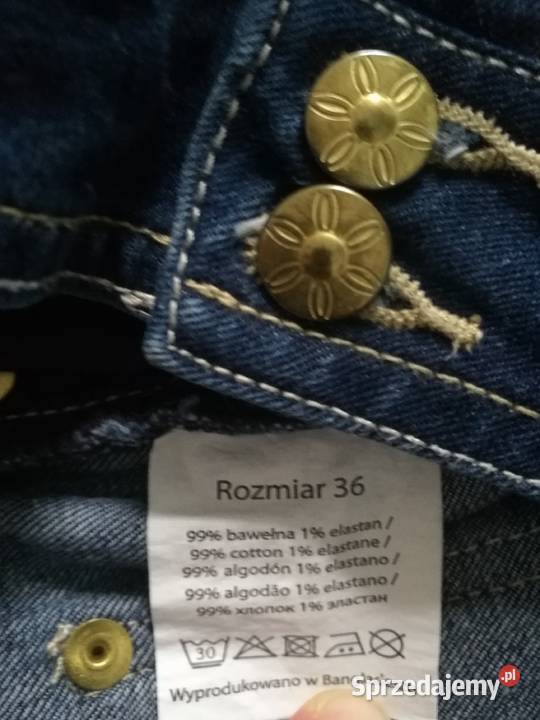 Rozmiar 36
99% bawełna 1% elastan /
99% cotton 1% elastane /
99% algodón 1% elastano /
99% algodão 1% elastano /
99% хлопок 1% эластан
30
Wyprodukowano w
Sprzedajemy.pl